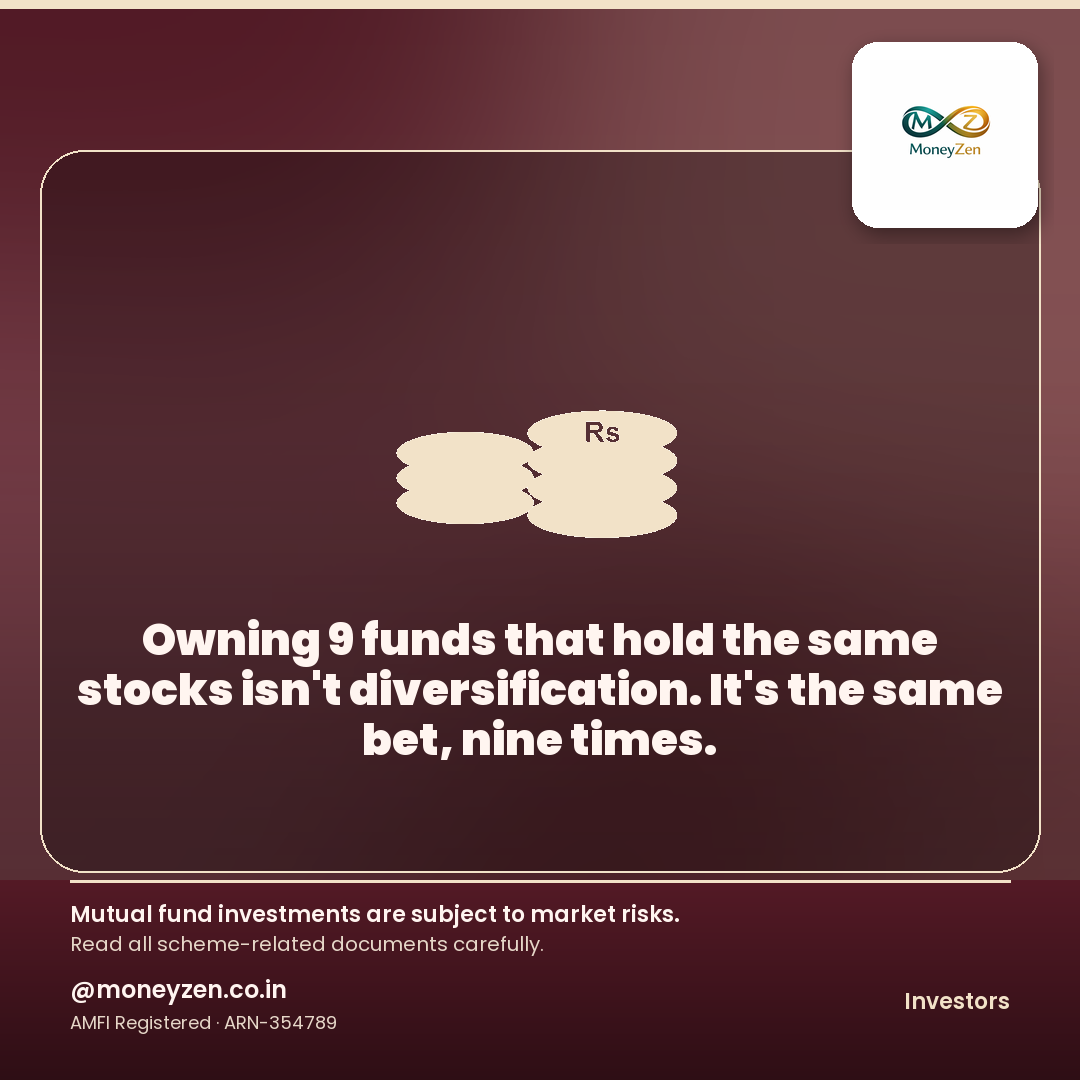 MZ
MoneyZen
Rs
Owning 9 funds that hold the same
stocks isn't diversification. It's the same
bet, nine times.
Mutual fund investments are subject to market risks.
Read all scheme-related documents carefully.
@moneyzen.co.in
AMFI Registered · ARN-354789
Investors